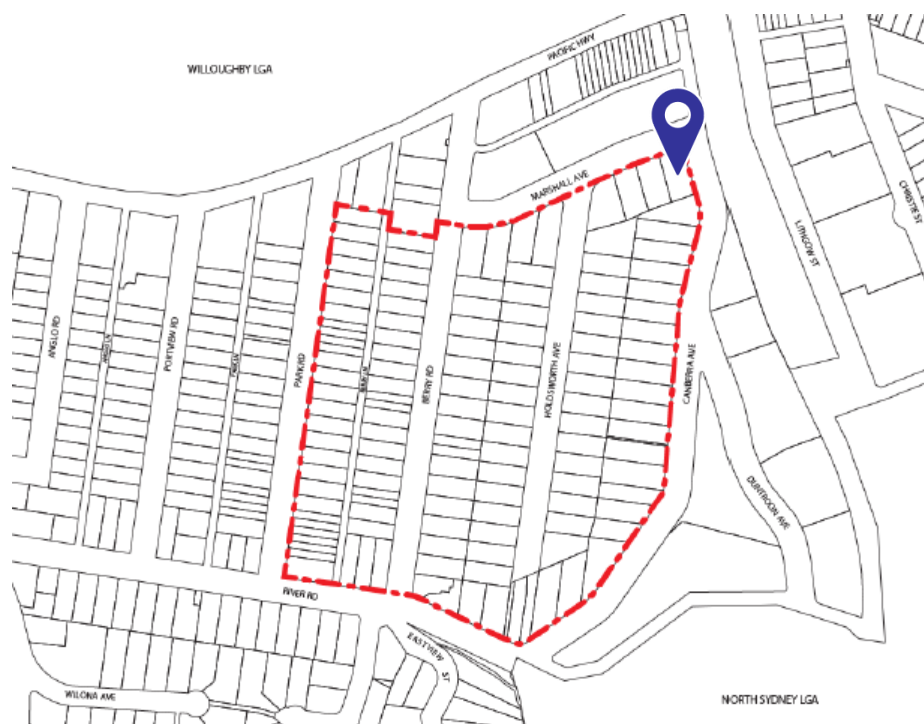 PACIFIC HWY
WILLOUGHBY LGA
MARSHALL AVE
CHRISTIE ST
LITHGOW ST
ANGLO RD
PORTVIEW RD
PARK RD
BERRY RD
HOLDSWORTH AVE
CANBERRA AVE
DUNTROON AVE
RIVER RD
EASTVIEW ST
WILONA AVE
NORTH SYDNEY LGA